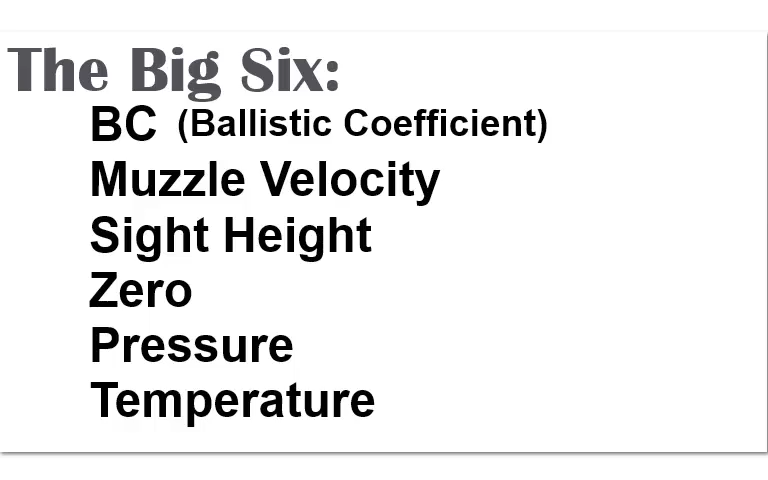 The Big Six:
BC (Ballistic Coefficient)
Muzzle Velocity
Sight Height
Zero
Pressure
Temperature